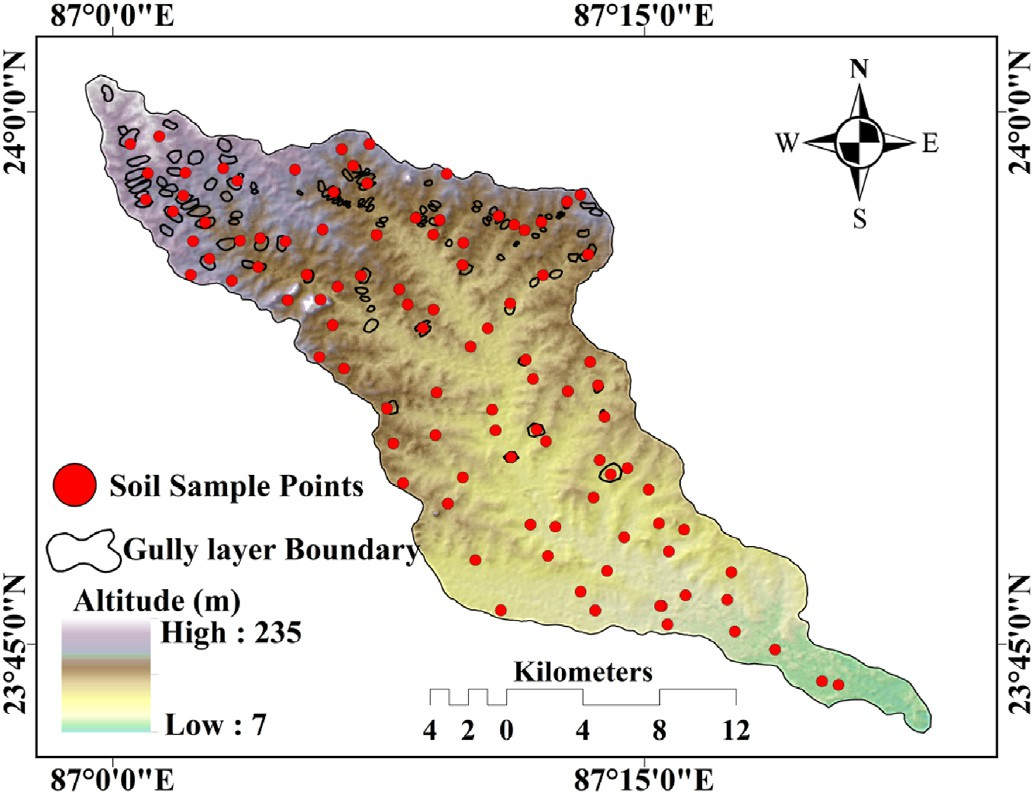 87°0'0"E 87°15'0"E
24°0'0"N 24°0'0"N
N
W E
S
Soil Sample Points
Gully layer Boundary
Altitude (m)
High : 235
Low : 7
23°45'0"N 23°45'0"N
Kilometers
4 2 0 4 8 12
87°0'0"E 87°15'0"E